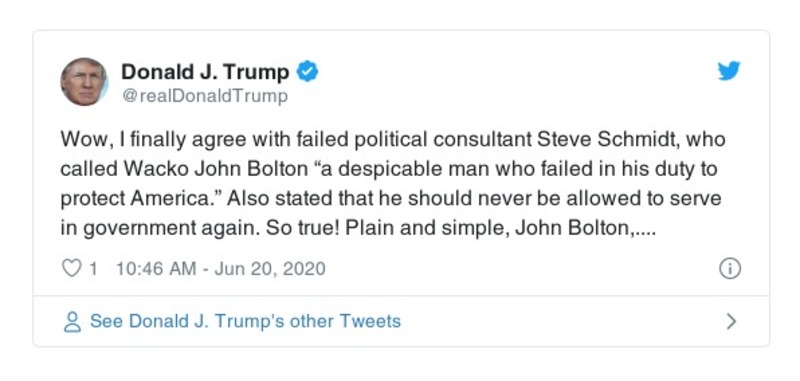 Donald J. Trump
@realDonaldTrump
Wow, I finally agree with failed political consultant Steve Schmidt, who
called Wacko John Bolton “a despicable man who failed in his duty to
protect America.” Also stated that he should never be allowed to serve
in government again. So true! Plain and simple, John Bolton,....
1 10:46 AM - Jun 20, 2020
See Donald J. Trump's other Tweets